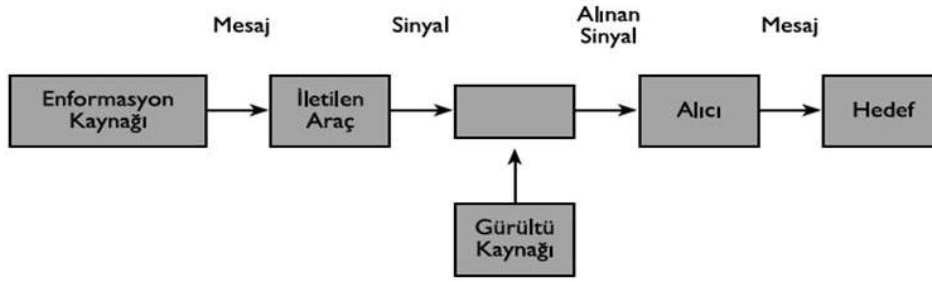 Mesaj
Sinyal
Alınan
Sinyal
Mesaj
Enformasyon
Kaynağı
İletilen
Araç
Alıcı
Hedef
Gürültü
Kaynağı